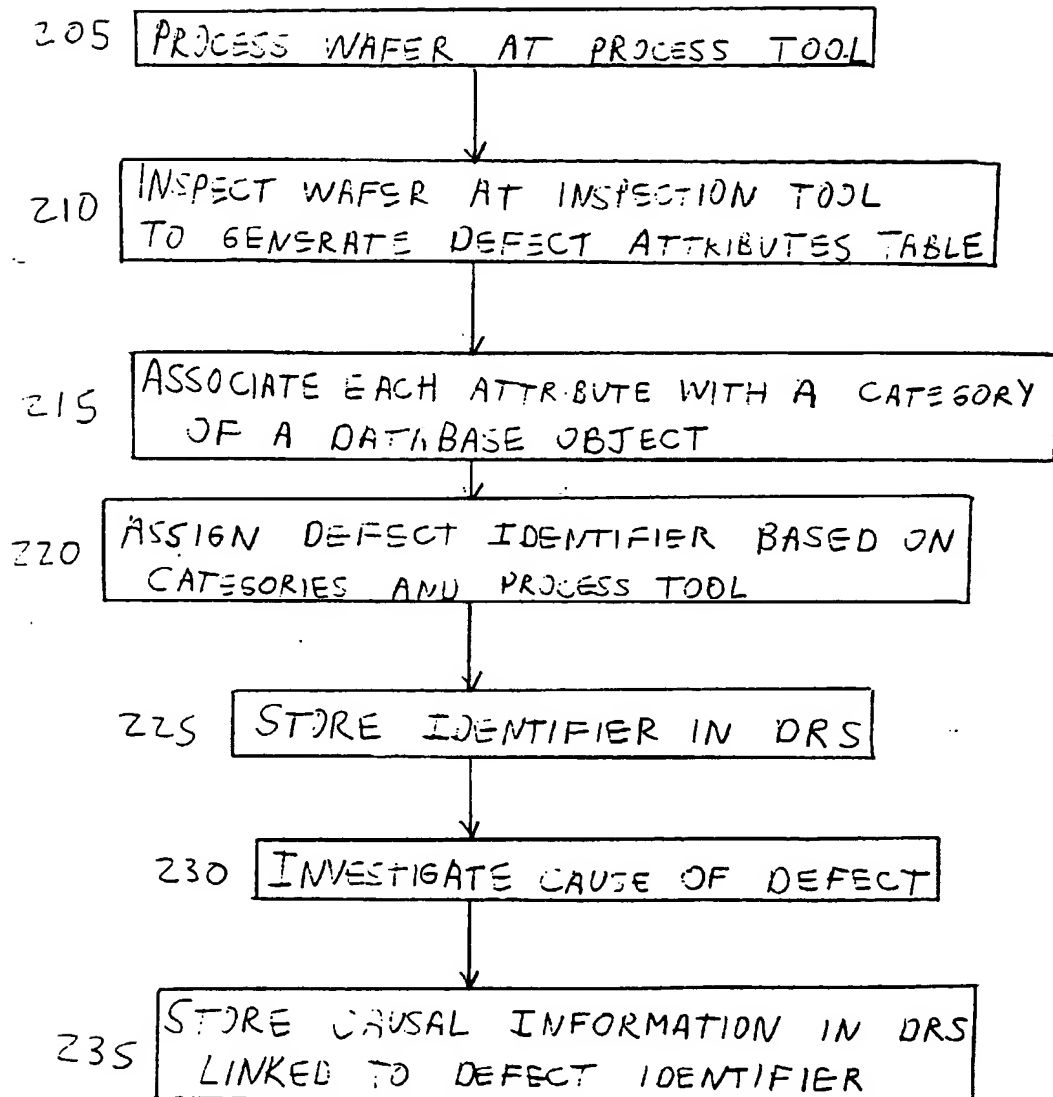 205 PROCESS WAFER AT PROCESS TOOL
210 INSPECT WAFER AT INSPECTION TOOL
TO GENERATE DEFECT ATTRIBUTES TABLE
215 ASSOCIATE EACH ATTRIBUTE WITH A CATEGORY
OF A DATABASE OBJECT
220 ASSIGN DEFECT IDENTIFIER BASED ON
CATEGORIES AND PROCESS TOOL
225 STORE IDENTIFIER IN DRS
230 INVESTIGATE CAUSE OF DEFECT
235 STORE CAUSAL INFORMATION IN DRS
LINKED TO DEFECT IDENTIFIER